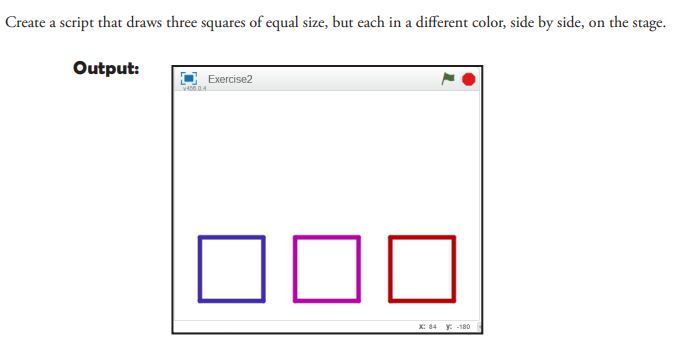 Create a script that draws three squares of equal size, but each in a different color, side by side, on the stage.
Output:
Exercise2
v456.0.4
X: 84 y: -180